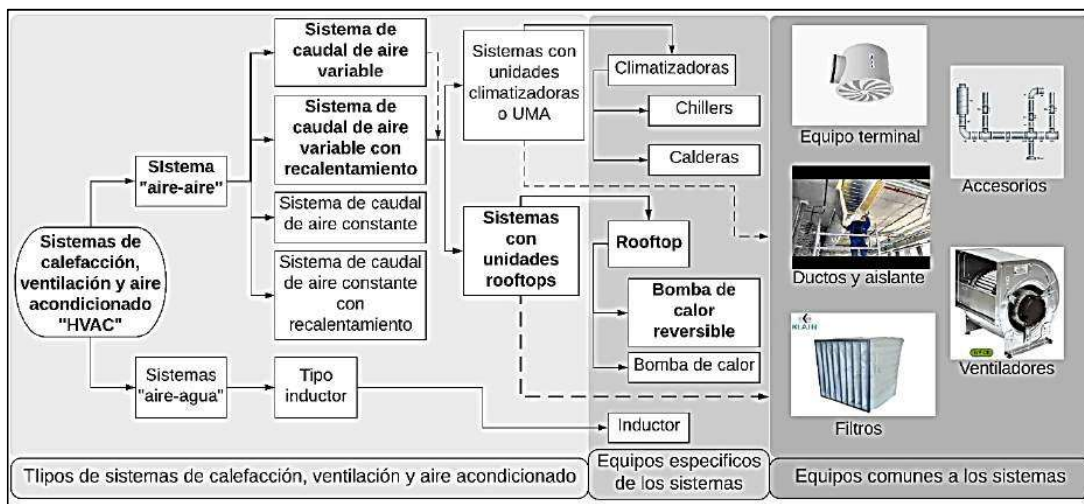 Sistemas de
calefacción,
ventilación y aire
acondicionado
"HVAC"
SIstema
"aire-aire"
Sistemas
"aire-agua"
Sistema de
caudal de aire
variable
Sistema de
caudal de aire
variable con
recalentamiento
Sistema de caudal
de aire constante
Sistema de caudal
de aire constante
con
recalentamiento
Tipo
inductor
Sistemas con
unidades
climatizadoras
o UMA
Sistemas
con
unidades
rooftops
Tlipos de sistemas de calefacción, ventilación y aire acondicionado
Climatizadoras
Chillers
Calderas
Rooftop
Bomba de
calor
reversible
Bomba de calor
Inductor
Equipos especificos
de los sistemas
Equipo terminal
Accesorios
Ductos y aislante
Ventiladores
KLAIR
Filtros
Equipos comunes a los sistemas